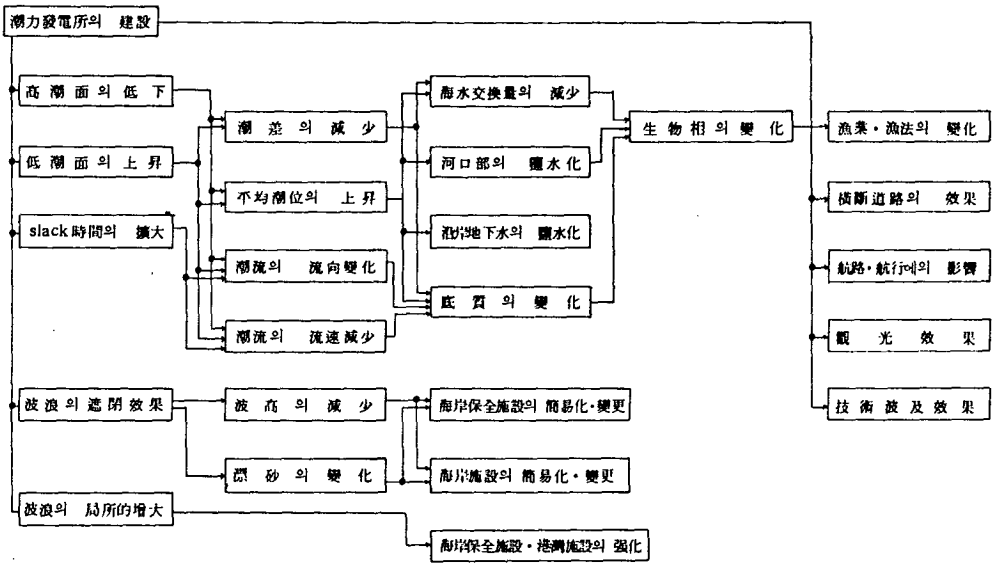 潮力發電所의 建設
高潮面의 低下
低潮面의 上昇
slack時間의 擴大
波浪의 遮閉效果
波浪의 局所的增大
潮差의 減少
平均潮位의 上昇
潮流의 流向變化
潮流의 流速減少
波高의 減少
漂砂의 變化
海水交換量의 減少
河口部의 鹽水化
沿岸地下水의 鹽水化
底質의 變化
海岸保全施設의 簡易化·變更
海岸施設의 簡易化·變更
海岸保全施設·港灣施設의 强化
生物相의 變化
漁業·漁法의 變化
橫斷道路의 效果
航路·航行에의 影響
觀光效果
技術波及效果